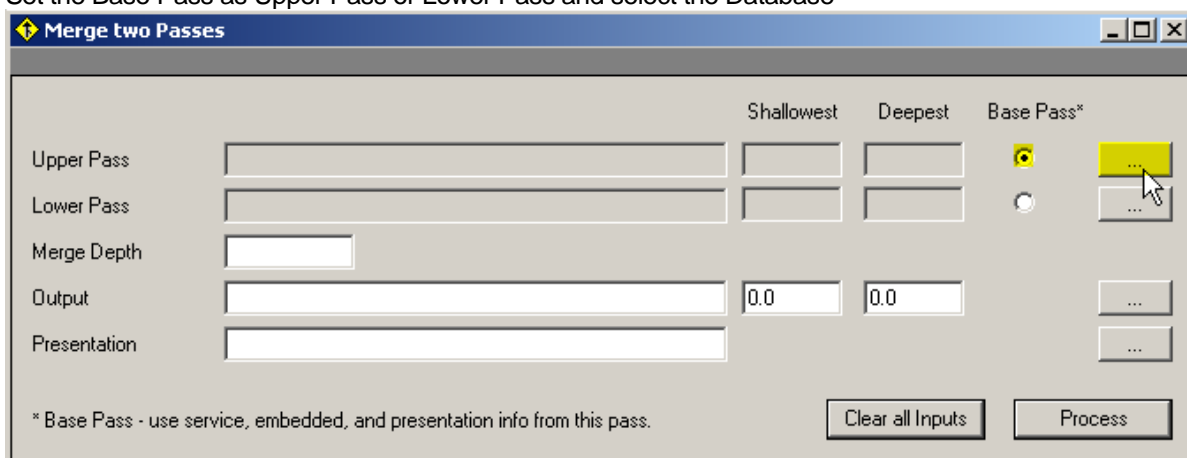 Set the Base Pass as Upper Pass or Lower Pass and select the Database
Merge two Passes
Shallowest Deepest Base Pass*
Upper Pass ...
Lower Pass ...
Merge Depth
Output 0.0 0.0 ...
Presentation ...
* Base Pass - use service, embedded, and presentation info from this pass. Clear all Inputs Process